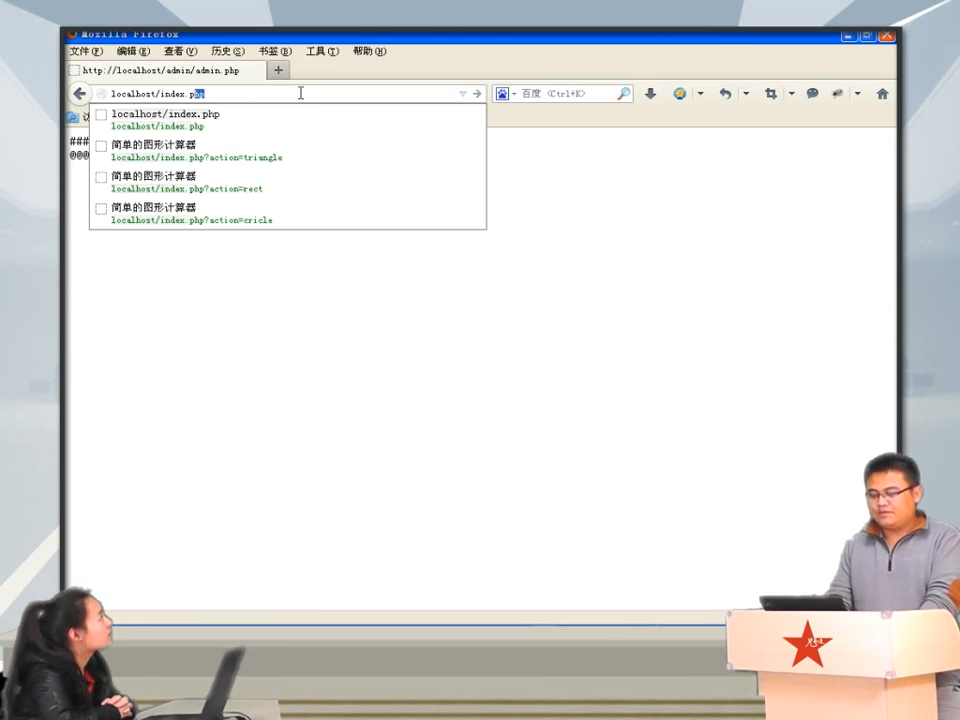 Mozilla Firefox
文件(F) 编辑(E) 查看(V) 历史(S) 书签(B) 工具(T) 帮助(H)
http://localhost/admin/admin.php
localhost/index.php
百度 <Ctrl+K>
localhost/index.php
localhost/index.php
简单的图形计算器
localhost/index.php?action=triangle
简单的图形计算器
localhost/index.php?action=rect
简单的图形计算器
localhost/index.php?action=cricle
###
@@@